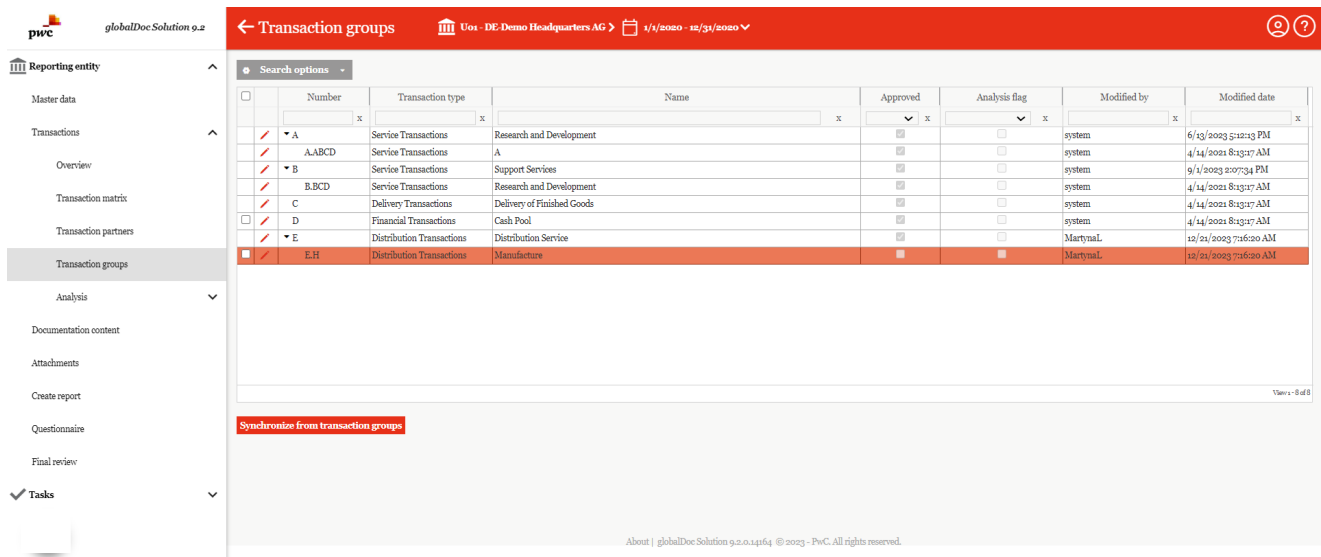 pwc
globalDoc Solution 9.2
Transaction groups
U01 - DE-Demo Headquarters AG
1/1/2020 - 12/31/2020
?
Reporting entity
Master data
Transactions
Overview
Transaction matrix
Transaction partners
Transaction groups
Analysis
Documentation content
Attachments
Create report
Questionnaire
Final review
Tasks
Search options
Number Transaction type Name Approved Analysis flag Modified by Modified date
x x x x x x x
A Service Transactions Research and Development system 6/13/2023 5:12:13 PM
A.ABCD Service Transactions A system 4/14/2021 8:13:17 AM
B Service Transactions Support Services system 9/1/2023 2:07:34 PM
B.BCD Service Transactions Research and Development system 4/14/2021 8:13:17 AM
C Delivery Transactions Delivery of Finished Goods system 4/14/2021 8:13:17 AM
D Financial Transactions Cash Pool system 4/14/2021 8:13:17 AM
E Distribution Transactions Distribution Service MartynaL 12/21/2023 7:16:20 AM
E.H Distribution Transactions Manufacture MartynaL 12/21/2023 7:16:20 AM
View 1 - 8 of 8
Synchronize from transaction groups
About | globalDoc Solution 9.2.0.14164 © 2023 - PwC. All rights reserved.